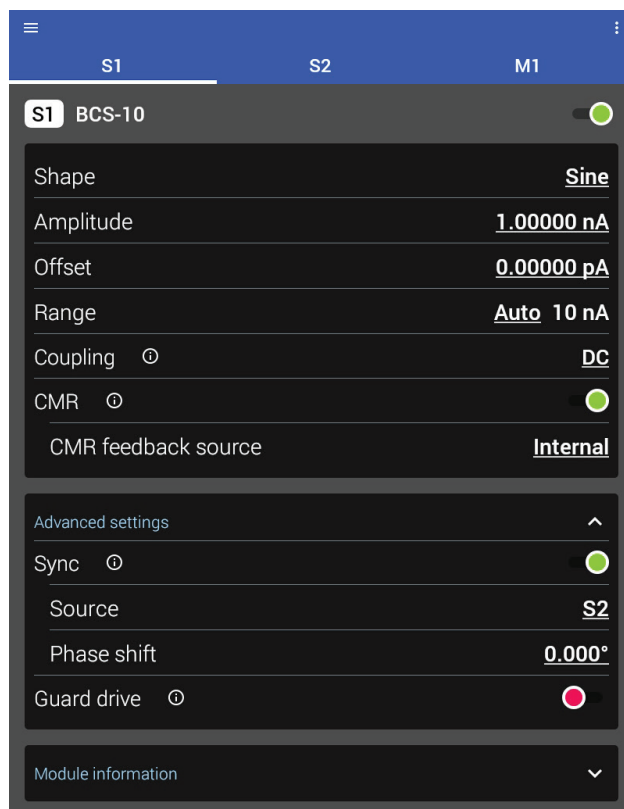 S1 S2 M1
S1 BCS-10
Shape Sine
Amplitude 1.00000 nA
Offset 0.00000 pA
Range Auto 10 nA
Coupling DC
CMR
CMR feedback source Internal
Advanced settings
Sync
Source S2
Phase shift 0.000°
Guard drive
Module information